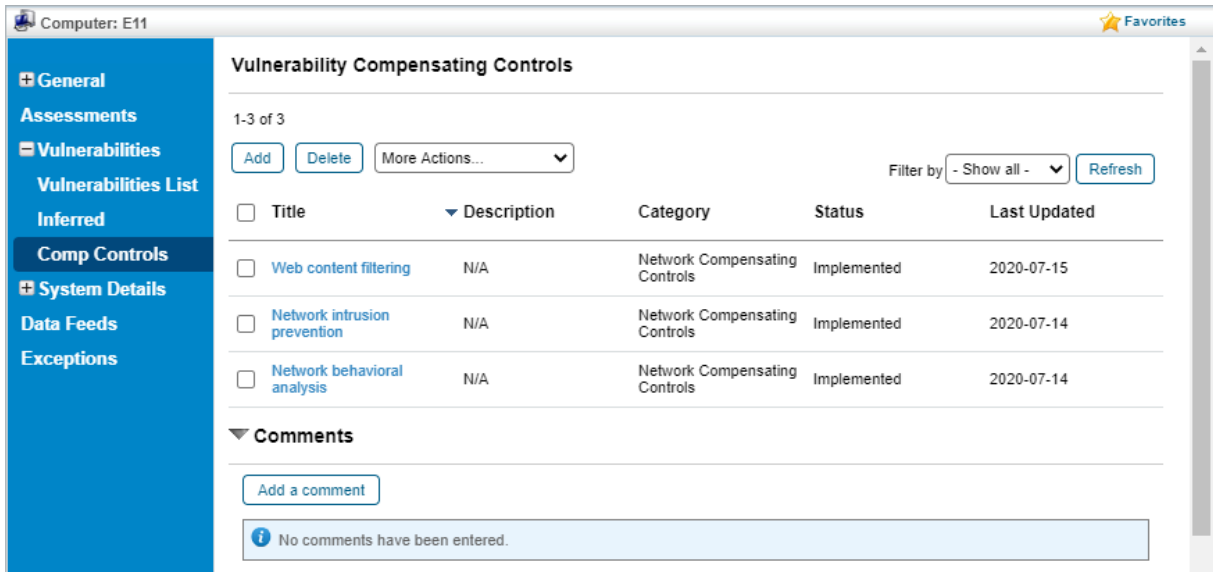 Computer: E11
Favorites
General
Assessments
Vulnerabilities
Vulnerabilities List
Inferred
Comp Controls
System Details
Data Feeds
Exceptions
Vulnerability Compensating Controls
1-3 of 3
Add Delete More Actions...
Filter by - Show all - Refresh
Title Description Category Status Last Updated
Web content filtering N/A Network Compensating Controls Implemented 2020-07-15
Network intrusion prevention N/A Network Compensating Controls Implemented 2020-07-14
Network behavioral analysis N/A Network Compensating Controls Implemented 2020-07-14
Comments
Add a comment
No comments have been entered.